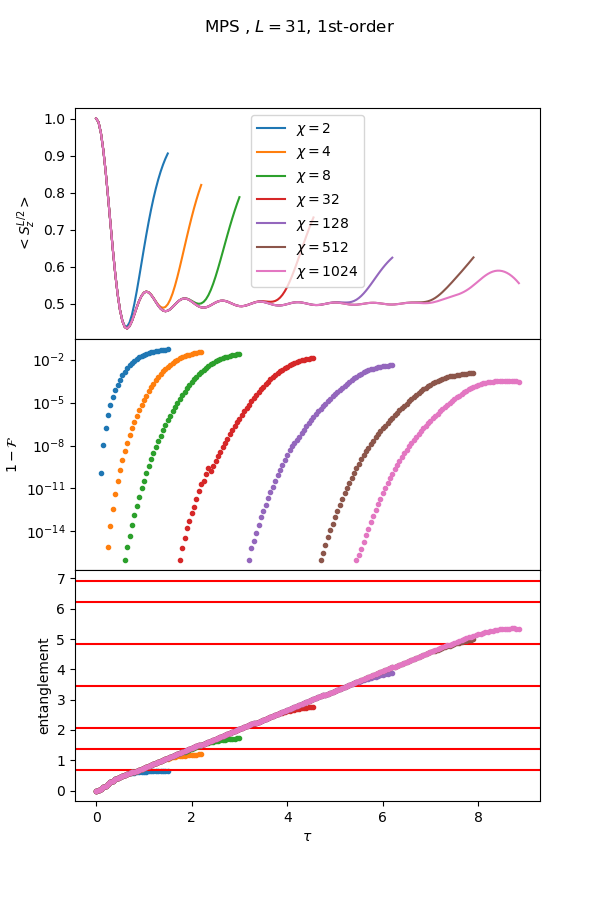 MPS , L = 31, 1st-order
1.0
0.9
0.8
0.7
0.6
0.5
< S_z^{L/2} >
χ = 2
χ = 4
χ = 8
χ = 32
χ = 128
χ = 512
χ = 1024
10^{-2}
10^{-5}
10^{-8}
10^{-11}
10^{-14}
1 − ℱ
7
6
5
4
3
2
1
0
entanglement
0 2 4 6 8
τ